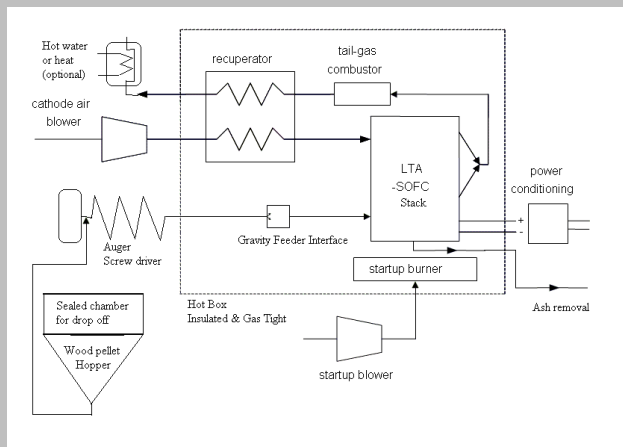 Hot water
or heat
(optional)
recuperator
tail-gas
combustor
cathode air
blower
LTA
-SOFC
Stack
power
conditioning
+
-
Auger
Screw driver
Gravity Feeder Interface
startup burner
Hot Box
Insulated & Gas Tight
Ash removal
Sealed chamber
for drop off
Wood pellet
Hopper
startup blower